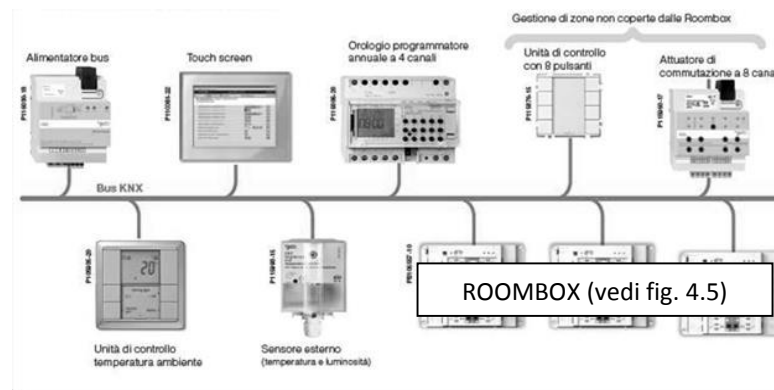 Gestione di zone non coperte dalle Roombox
Alimentatore bus
Touch screen
Orologio programmatore
annuale a 4 canali
Unità di controllo
con 8 pulsanti
Attuatore di
commutazione a 8 cana
Bus KNX
20
ROOMBOX (vedi fig. 4.5)
Unità di controllo
temperatura ambiente
Sensore esterno
(temperatura e luminosità)